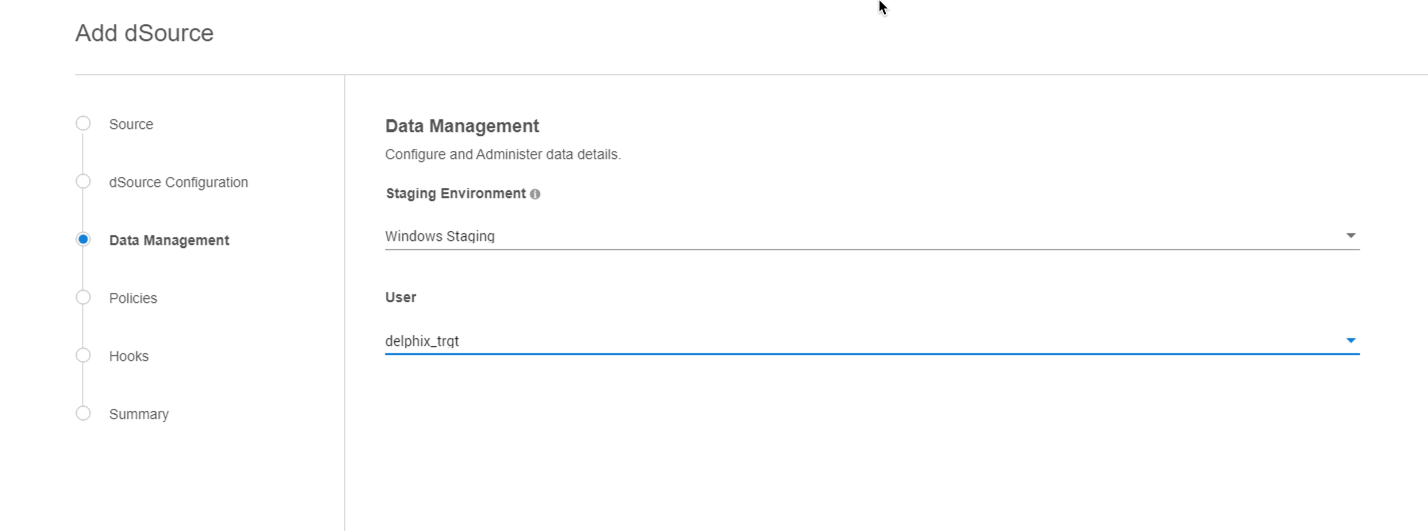 Add dSource
Source
dSource Configuration
Data Management
Policies
Hooks
Summary
Data Management
Configure and Administer data details.
Staging Environment
Windows Staging
User
delphix_trgt